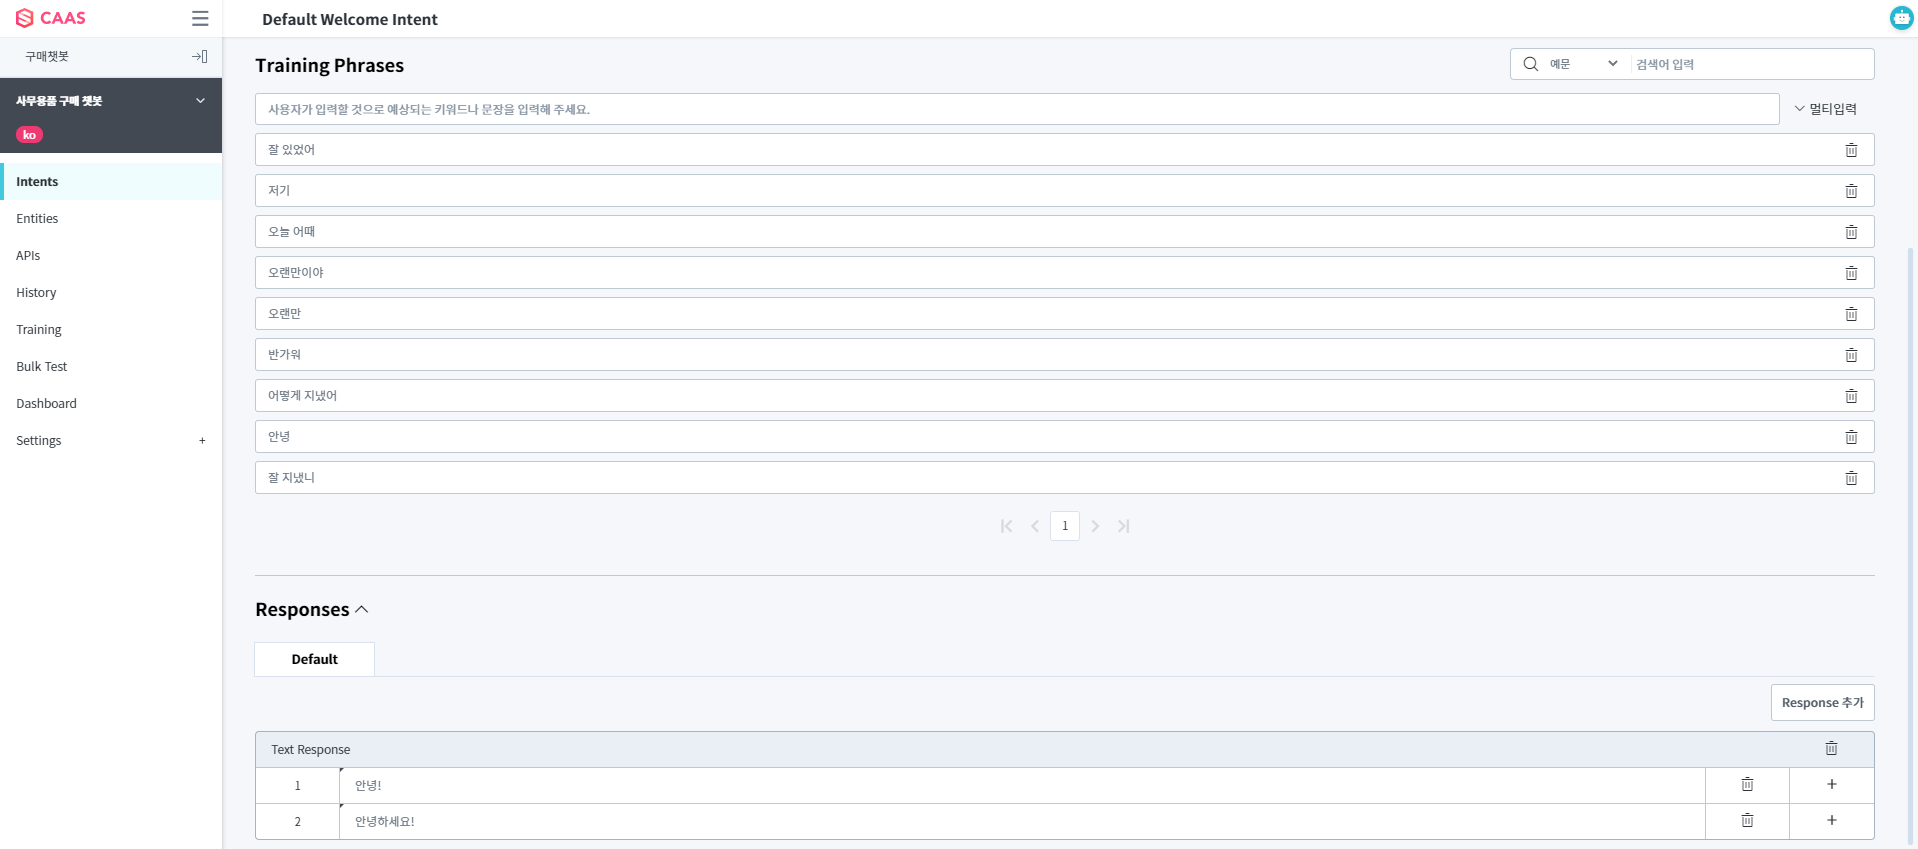 CAAS
구매챗봇
사무용품 구매 챗봇
ko
Intents
Entities
APIs
History
Training
Bulk Test
Dashboard
Settings +
Default Welcome Intent
Training Phrases
예문 검색어 입력
사용자가 입력할 것으로 예상되는 키워드나 문장을 입력해 주세요.
멀티입력
잘 있었어
저기
오늘 어때
오랜만이야
오랜만
반가워
어떻게 지냈어
안녕
잘 지냈니
1
Responses
Default
Response 추가
Text Response
1 안녕! +
2 안녕하세요! +